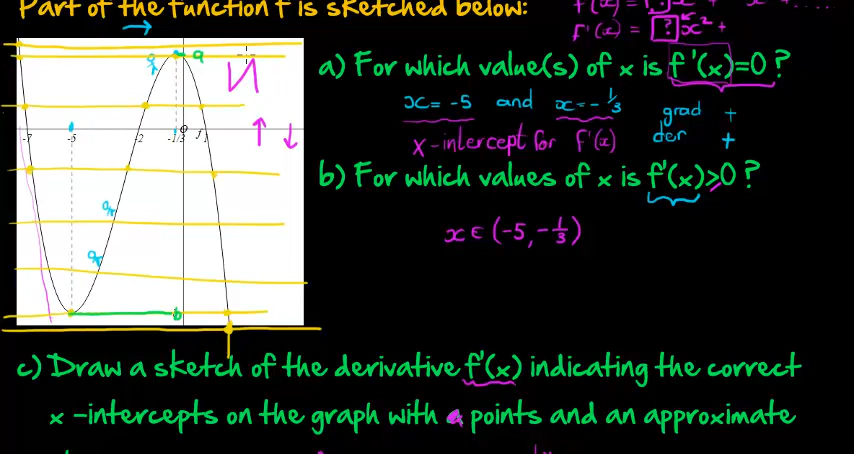 Part of the function f is sketched below:
f'(x) = [?]x² +
a) For which value(s) of x is f'(x)=0 ?
x = -5 and x = -1/3
grad +
x-intercept for f'(x)
der +
b) For which values of x is f'(x)>0 ?
x ∈ (-5, -1/3)
a
-7 -5 -2 -1/3 0 1
b
c) Draw a sketch of the derivative f'(x) indicating the correct
x -intercepts on the graph with a points and an approximate